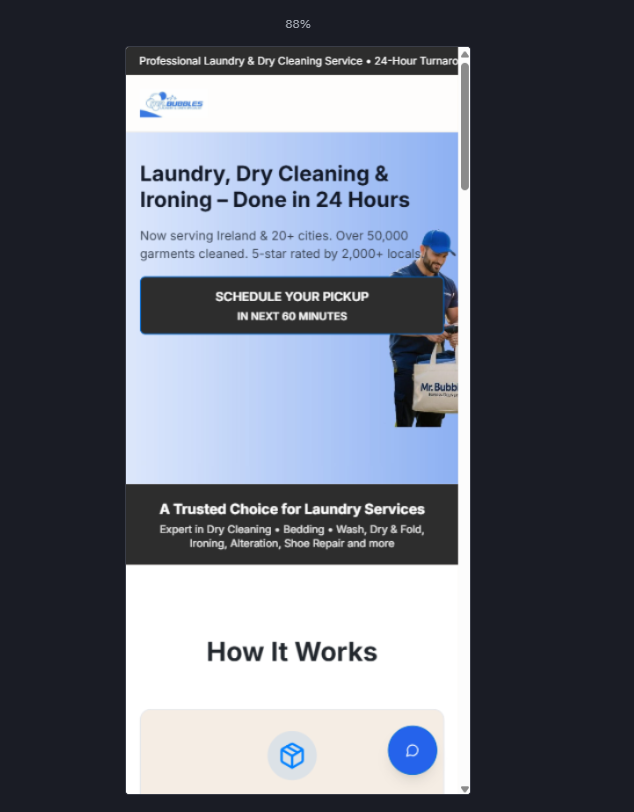 88%
Professional Laundry & Dry Cleaning Service • 24-Hour Turnaro
BUBBLES
Laundry, Dry Cleaning &
Ironing – Done in 24 Hours
Now serving Ireland & 20+ cities. Over 50,000
garments cleaned. 5-star rated by 2,000+ locals
SCHEDULE YOUR PICKUP
IN NEXT 60 MINUTES
Mr. Bubbl
A Trusted Choice for Laundry Services
Expert in Dry Cleaning • Bedding • Wash, Dry & Fold,
Ironing, Alteration, Shoe Repair and more
How It Works